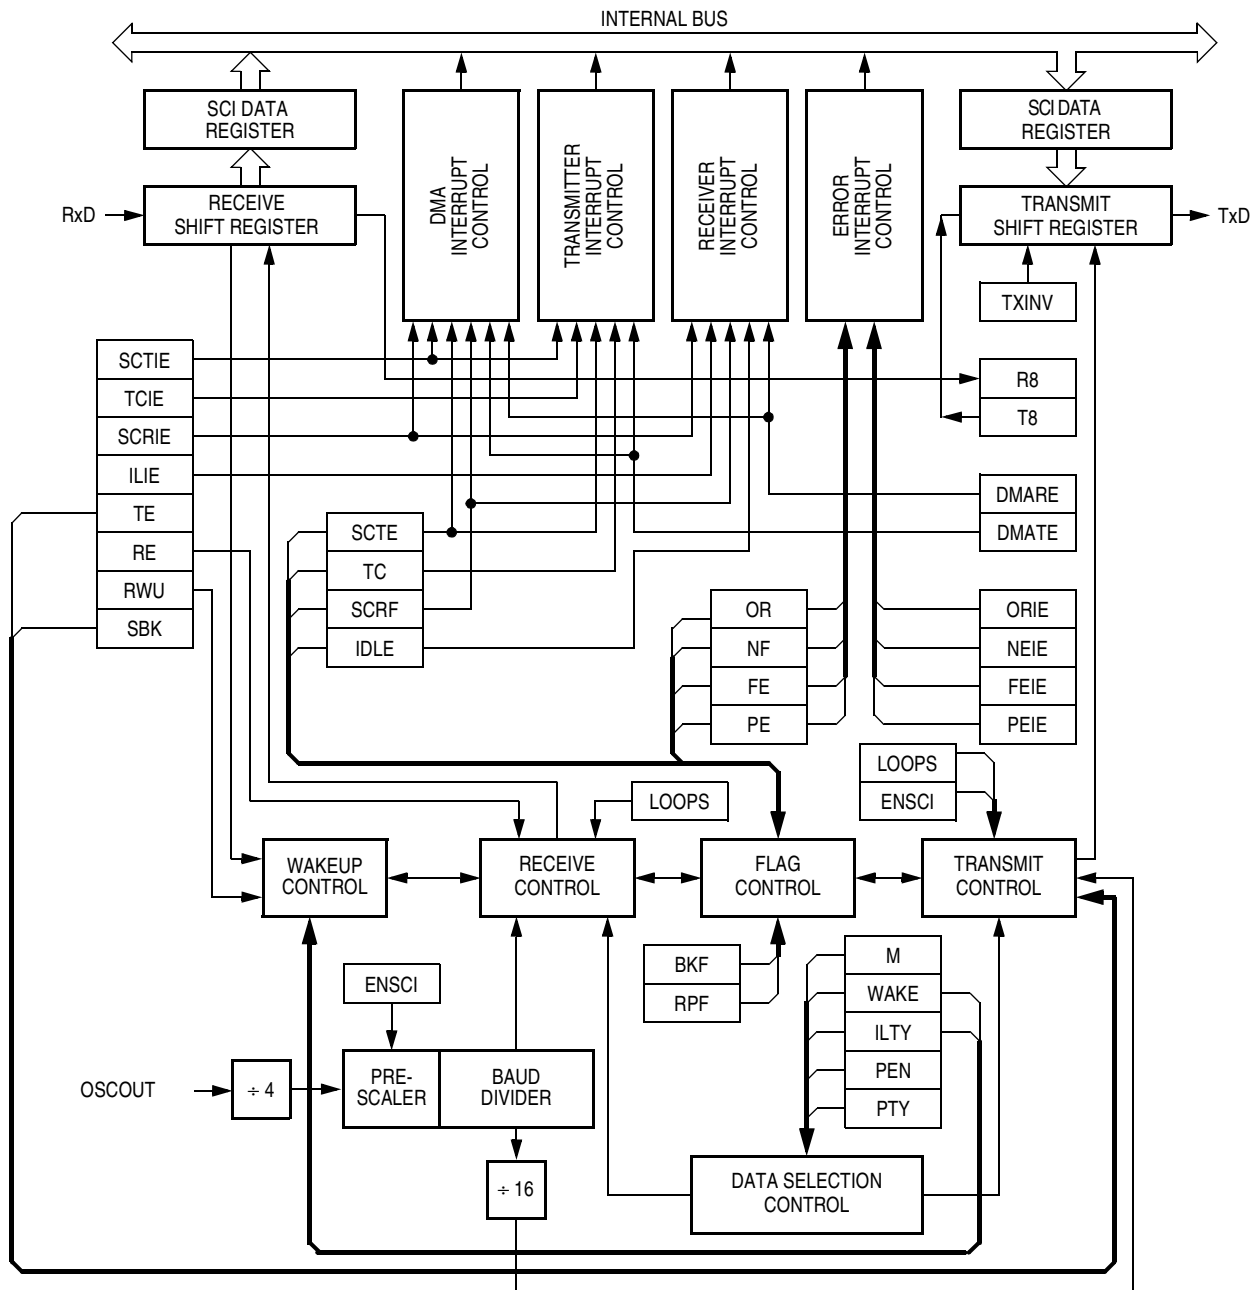 INTERNAL BUS
SCI DATA
REGISTER
DMA
INTERRUPT
CONTROL
TRANSMITTER
INTERRUPT
CONTROL
RECEIVER
INTERRUPT
CONTROL
ERROR
INTERRUPT
CONTROL
SCI DATA
REGISTER
RxD
RECEIVE
SHIFT REGISTER
TRANSMIT
SHIFT REGISTER
TxD
TXINV
SCTIE
TCIE
SCRIE
ILIE
TE
RE
RWU
SBK
R8
T8
DMARE
DMATE
SCTE
TC
SCRF
IDLE
OR
NF
FE
PE
ORIE
NEIE
FEIE
PEIE
LOOPS
ENSCI
LOOPS
WAKEUP
CONTROL
RECEIVE
CONTROL
FLAG
CONTROL
TRANSMIT
CONTROL
BKF
RPF
M
WAKE
ILTY
PEN
PTY
ENSCI
OSCOUT
÷ 4
PRE-
SCALER
BAUD
DIVIDER
÷ 16
DATA SELECTION
CONTROL